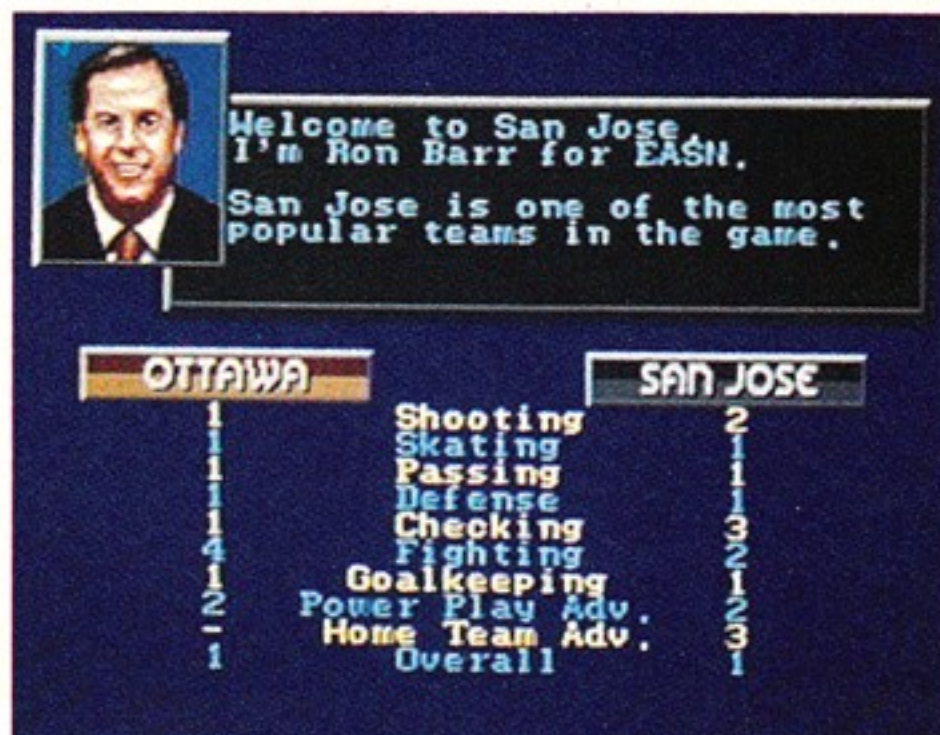 Welcome to San Jose.
I'm Ron Barr for EASN.
San Jose is one of the most
popular teams in the game.
OTTAWA SAN JOSE
1 Shooting 2
1 Skating 1
1 Passing 1
1 Defense 1
1 Checking 3
4 Fighting 2
1 Goalkeeping 1
2 Power Play Adv. 2
- Home Team Adv. 3
1 Overall 1